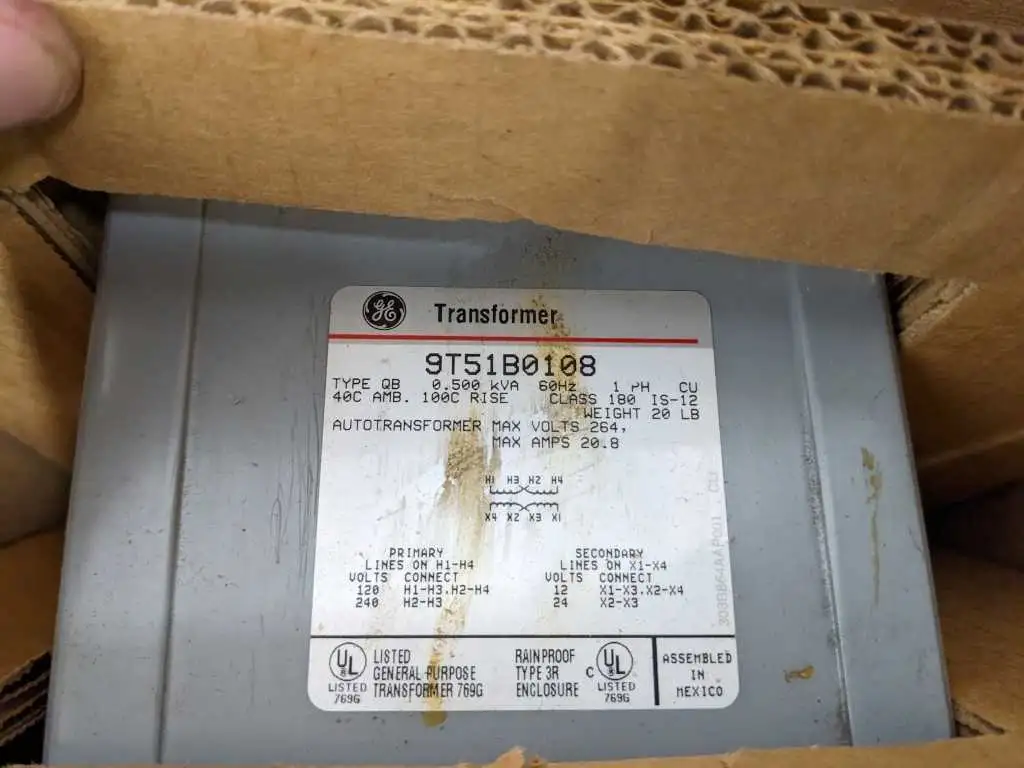 GE Transformer
9T51B0108
TYPE QB 0.500 kVA 60Hz 1 PH CU
40C AMB. 100C RISE CLASS 180 IS-12
WEIGHT 20 LB
AUTOTRANSFORMER MAX VOLTS 264,
MAX AMPS 20.8
H1 H3 H2 H4
X4 X2 X3 X1
PRIMARY
LINES ON H1-H4
VOLTS CONNECT
120 H1-H3,H2-H4
240 H2-H3
SECONDARY
LINES ON X1-X4
VOLTS CONNECT
12 X1-X3,X2-X4
24 X2-X3
UL LISTED 769G
LISTED
GENERAL PURPOSE
TRANSFORMER 769G
RAINPROOF
TYPE 3R
ENCLOSURE
C UL LISTED 769G
ASSEMBLED
IN
MEXICO